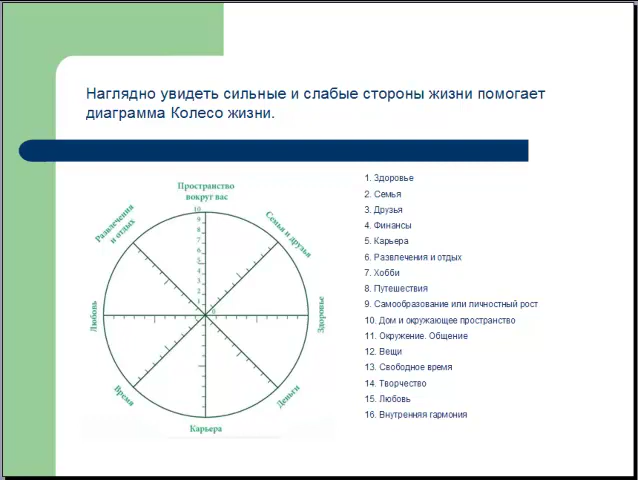 Наглядно увидеть сильные и слабые стороны жизни помогает
диаграмма Колесо жизни.
Пространство
вокруг вас
Развлечения
и отдых
Семья и друзья
10
9
8
7
6
5
4
3
2
1
0
Любовь
Здоровье
Время
Деньги
Карьера
1. Здоровье
2. Семья
3. Друзья
4. Финансы
5. Карьера
6. Развлечения и отдых
7. Хобби
8. Путешествия
9. Самообразование или личностный рост
10. Дом и окружающее пространство
11. Окружение. Общение
12. Вещи
13. Свободное время
14. Творчество
15. Любовь
16. Внутренняя гармония